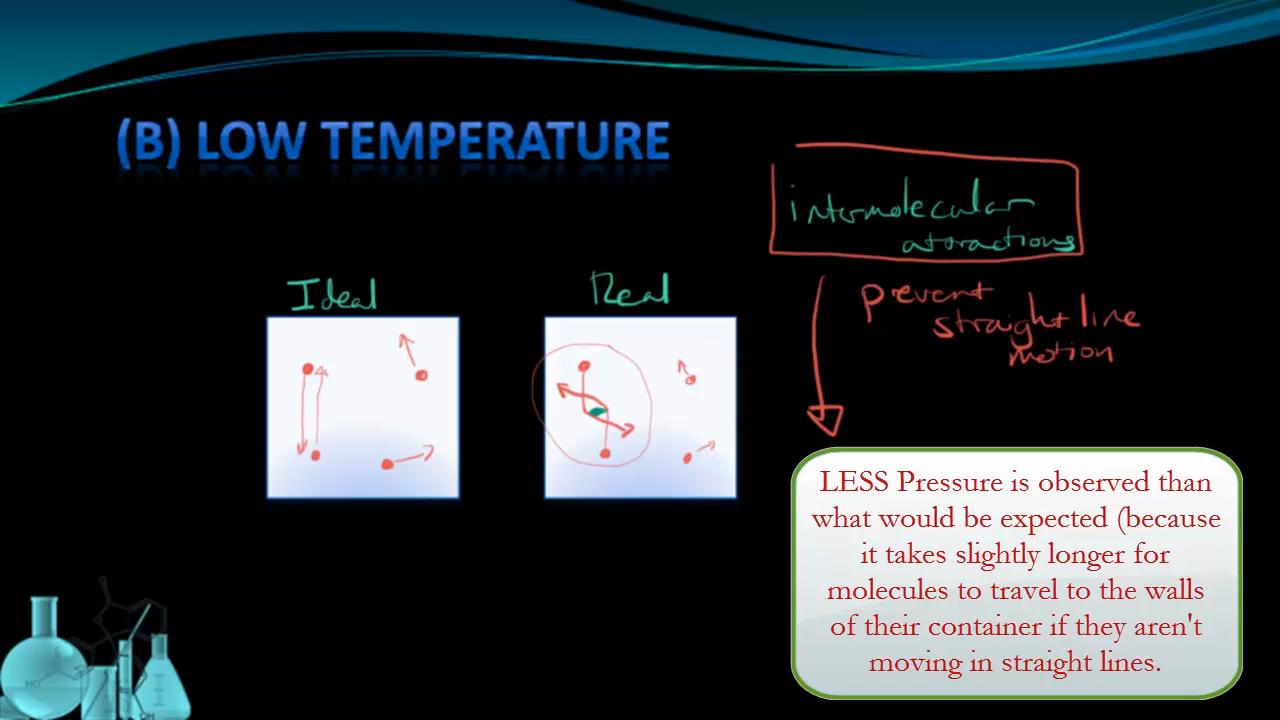 (B) LOW TEMPERATURE
intermolecular
attractions
prevent
straight line
motion
Ideal
Real
LESS Pressure is observed than
what would be expected (because
it takes slightly longer for
molecules to travel to the walls
of their container if they aren't
moving in straight lines.
HO
OH